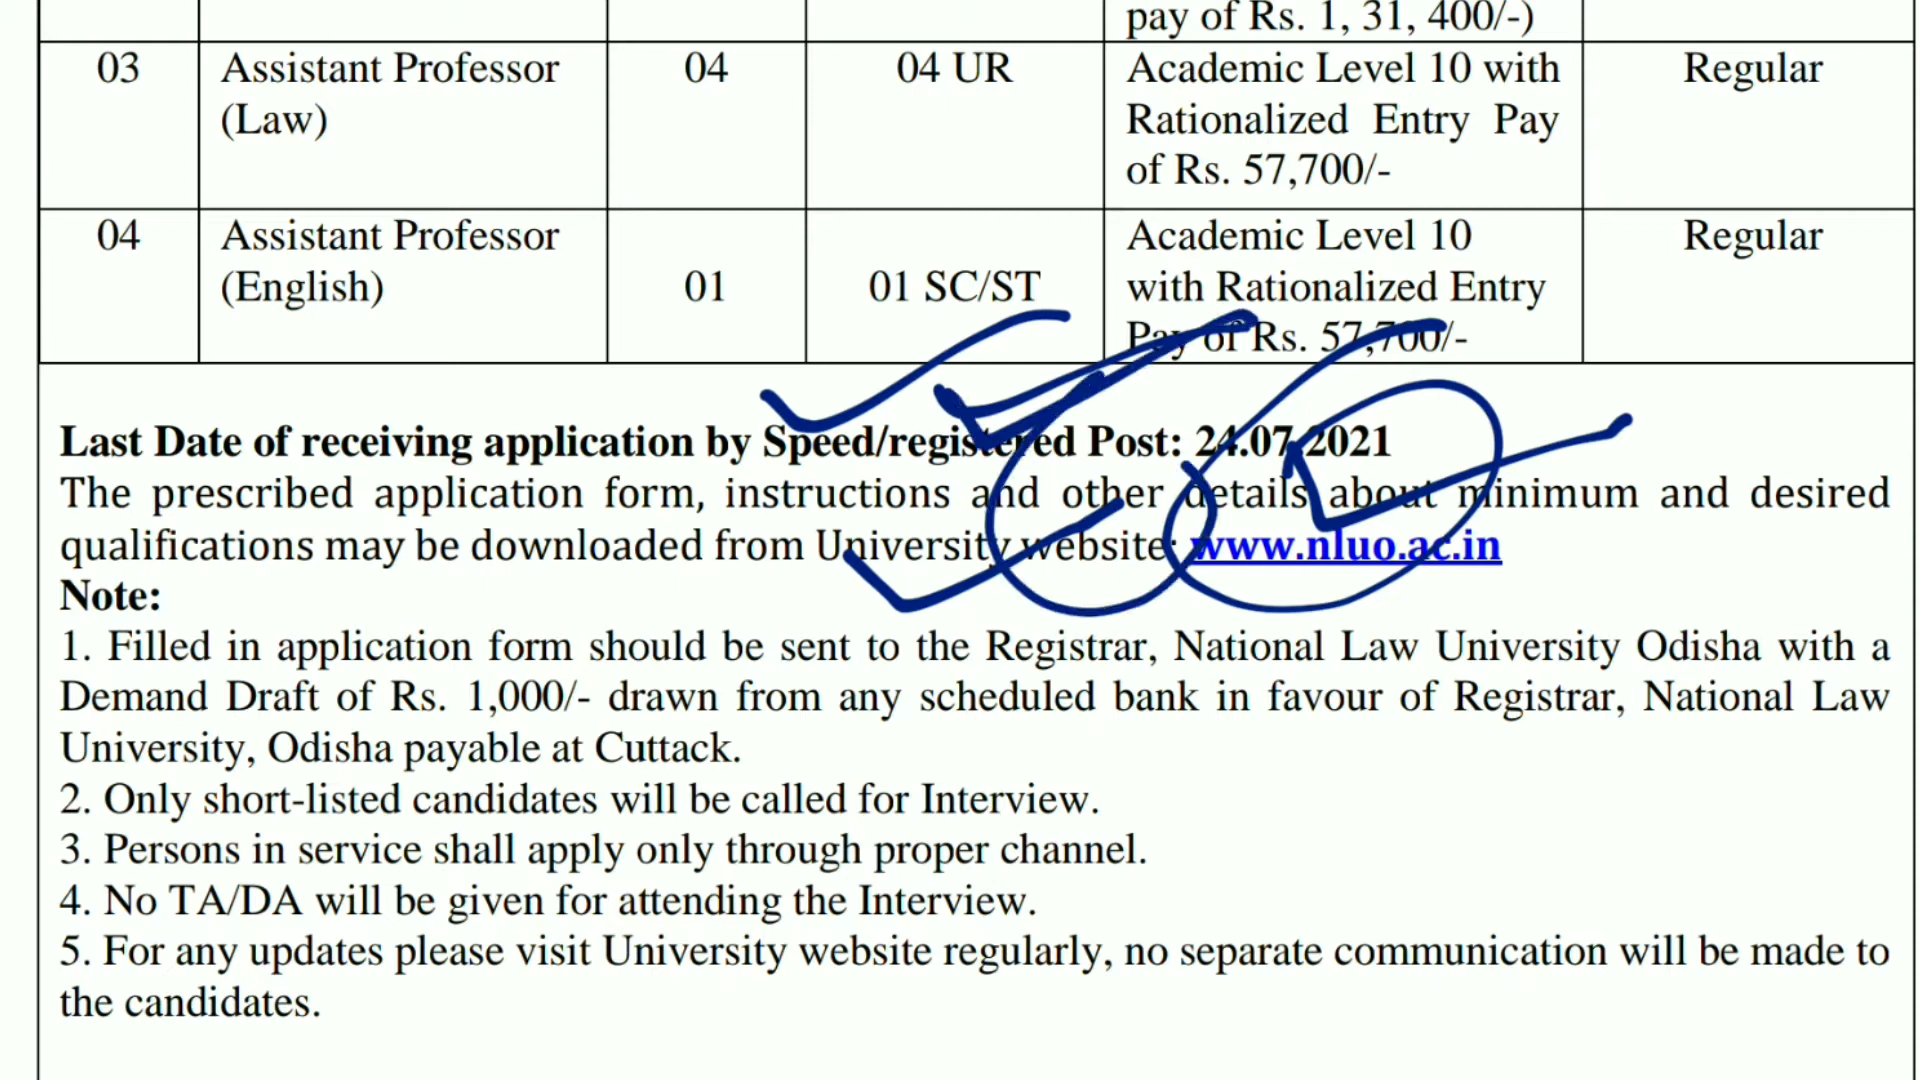 pay of Rs. 1, 31, 400/-)
03 Assistant Professor 04 04 UR Academic Level 10 with Regular
(Law) Rationalized Entry Pay
of Rs. 57,700/-
04 Assistant Professor Academic Level 10 Regular
(English) 01 01 SC/ST with Rationalized Entry
Pay of Rs. 57,700/-
Last Date of receiving application by Speed/registered Post: 24.07.2021
The prescribed application form, instructions and other details about minimum and desired
qualifications may be downloaded from University website: www.nluo.ac.in
Note:
1. Filled in application form should be sent to the Registrar, National Law University Odisha with a
Demand Draft of Rs. 1,000/- drawn from any scheduled bank in favour of Registrar, National Law
University, Odisha payable at Cuttack.
2. Only short-listed candidates will be called for Interview.
3. Persons in service shall apply only through proper channel.
4. No TA/DA will be given for attending the Interview.
5. For any updates please visit University website regularly, no separate communication will be made to
the candidates.